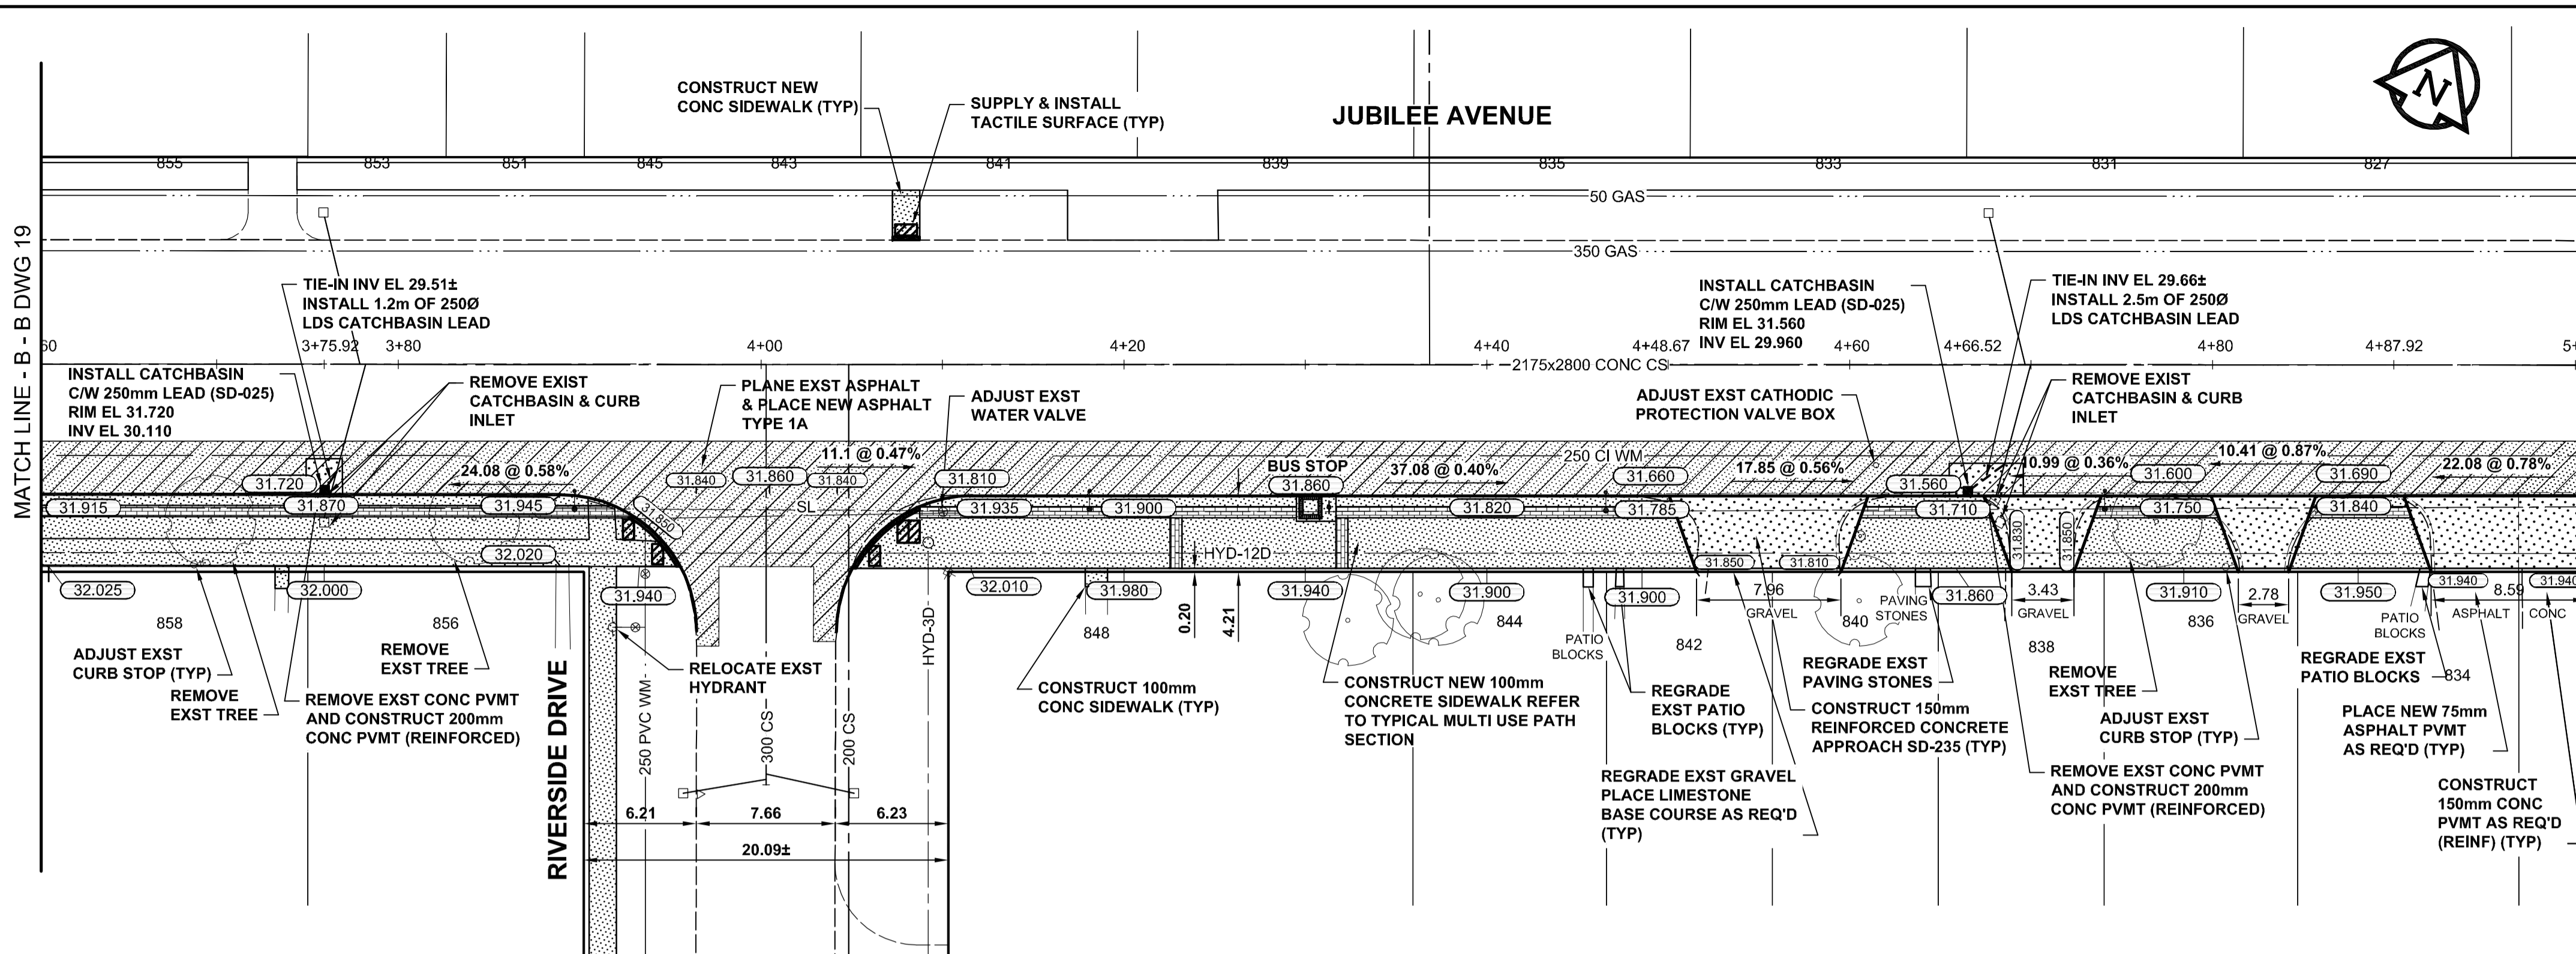 CONSTRUCT NEW
CONC SIDEWALK (TYP)
SUPPLY & INSTALL
TACTILE SURFACE (TYP)
JUBILEE AVENUE
N
855
853
851
845
843
841
839
835
833
831
827
50 GAS
350 GAS
MATCH LINE - B - B DWG 19
TIE-IN INV EL 29.51±
INSTALL 1.2m OF 250Ø
LDS CATCHBASIN LEAD
INSTALL CATCHBASIN
C/W 250mm LEAD (SD-025)
RIM EL 31.560
INV EL 29.960
TIE-IN INV EL 29.66±
INSTALL 2.5m OF 250Ø
LDS CATCHBASIN LEAD
60
3+75.92
3+80
4+00
4+20
4+40
4+48.67
4+60
4+66.52
4+80
4+87.92
5+
2175x2800 CONC CS
INSTALL CATCHBASIN
C/W 250mm LEAD (SD-025)
RIM EL 31.720
INV EL 30.110
REMOVE EXIST
CATCHBASIN & CURB
INLET
PLANE EXST ASPHALT
& PLACE NEW ASPHALT
TYPE 1A
ADJUST EXST
WATER VALVE
ADJUST EXST CATHODIC
PROTECTION VALVE BOX
REMOVE EXIST
CATCHBASIN & CURB
INLET
24.08 @ 0.58%
11.1 @ 0.47%
BUS STOP
37.08 @ 0.40%
250 CI WM
17.85 @ 0.56%
10.99 @ 0.36%
10.41 @ 0.87%
22.08 @ 0.78%
31.720
31.840
31.860
31.840
31.810
31.860
31.660
31.560
31.600
31.690
31.915
31.870
31.945
31.850
SL
31.935
31.900
31.820
31.785
31.710
31.830
31.850
31.750
31.840
32.020
HYD-12D
31.850
31.810
32.025
32.000
31.940
32.010
31.980
31.940
31.900
31.900
31.860
31.910
31.950
31.940
31.940
7.96
GRAVEL
3.43
GRAVEL
2.78
GRAVEL
8.59
ASPHALT
CONC
0.20
4.21
858
856
848
844
842
840
838
836
834
PATIO
BLOCKS
PAVING
STONES
PATIO
BLOCKS
ADJUST EXST
CURB STOP (TYP)
REMOVE
EXST TREE
REMOVE
EXST TREE
REMOVE EXST CONC PVMT
AND CONSTRUCT 200mm
CONC PVMT (REINFORCED)
RIVERSIDE DRIVE
250 PVC WM
300 CS
200 CS
HYD-3D
RELOCATE EXST
HYDRANT
6.21
7.66
6.23
20.09±
CONSTRUCT 100mm
CONC SIDEWALK (TYP)
CONSTRUCT NEW 100mm
CONCRETE SIDEWALK REFER
TO TYPICAL MULTI USE PATH
SECTION
REGRADE
EXST PATIO
BLOCKS (TYP)
REGRADE EXST GRAVEL
PLACE LIMESTONE
BASE COURSE AS REQ'D
(TYP)
REGRADE EXST
PAVING STONES
CONSTRUCT 150mm
REINFORCED CONCRETE
APPROACH SD-235 (TYP)
REMOVE
EXST TREE
ADJUST EXST
CURB STOP (TYP)
REMOVE EXST CONC PVMT
AND CONSTRUCT 200mm
CONC PVMT (REINFORCED)
REGRADE EXST
PATIO BLOCKS
PLACE NEW 75mm
ASPHALT PVMT
AS REQ'D (TYP)
CONSTRUCT
150mm CONC
PVMT AS REQ'D
(REINF) (TYP)